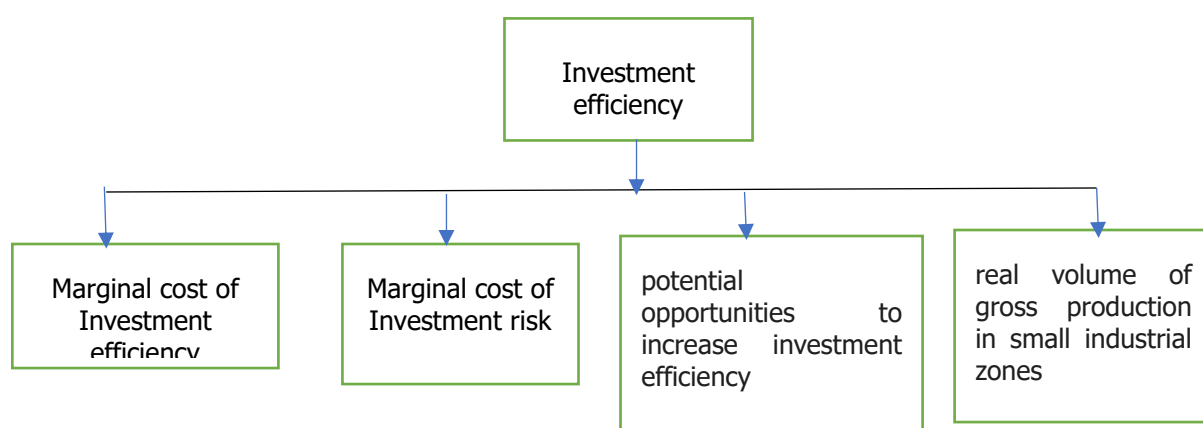 Investment
efficiency
Marginal cost of
Investment
efficiency
Marginal cost of
Investment risk
potential
opportunities to
increase investment
efficiency
real volume of
gross production
in small industrial
zones